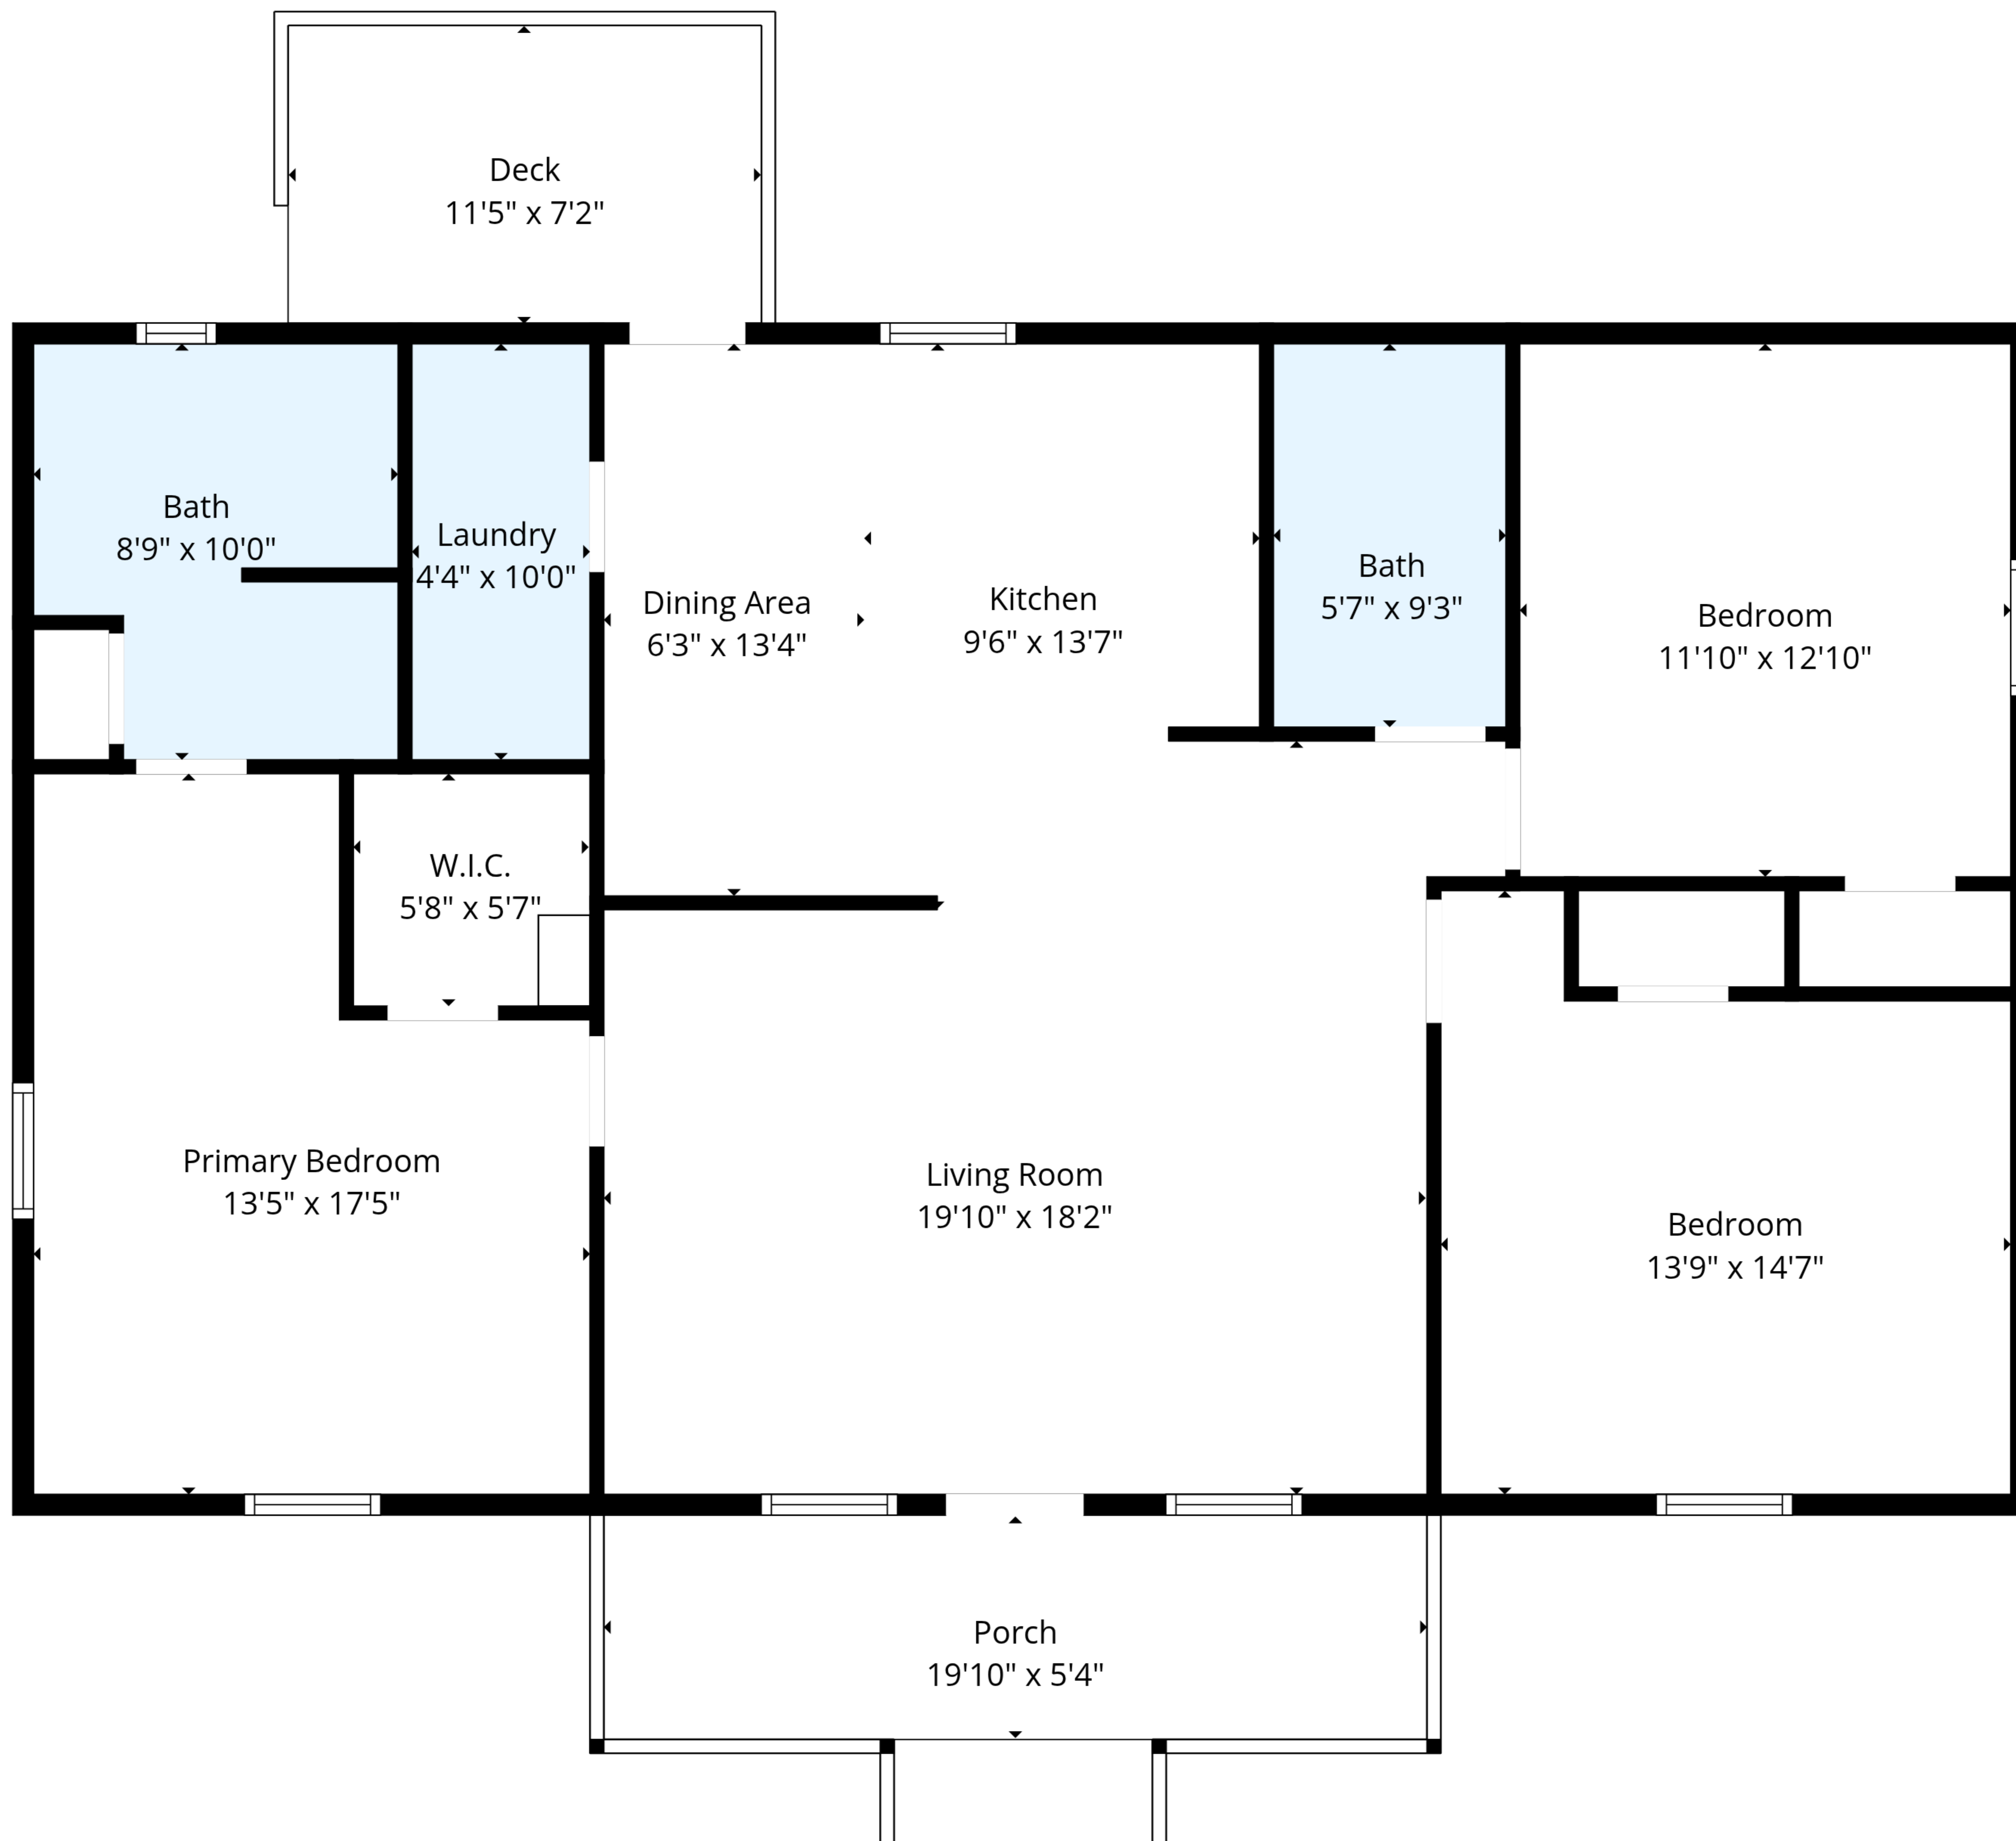 Deck
11'5" x 7'2"
Bath
8'9" x 10'0"
Laundry
4'4" x 10'0"
Dining Area
6'3" x 13'4"
Kitchen
9'6" x 13'7"
Bath
5'7" x 9'3"
Bedroom
11'10" x 12'10"
W.I.C.
5'8" x 5'7"
Primary Bedroom
13'5" x 17'5"
Living Room
19'10" x 18'2"
Bedroom
13'9" x 14'7"
Porch
19'10" x 5'4"